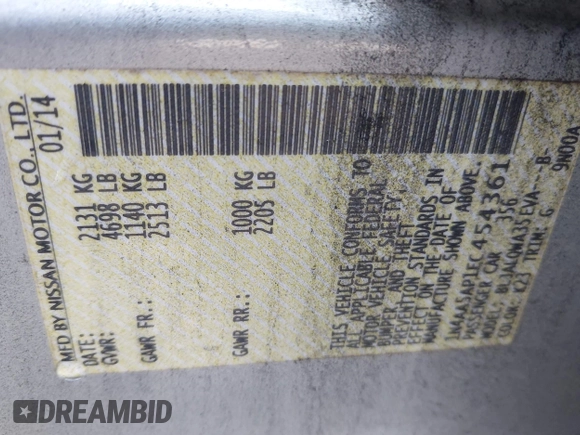 MFD BY NISSAN MOTOR CO., LTD.
DATE: 01/14
GVWR: 2131 KG
4698 LB
GAWR FR.: 1140 KG
2513 LB
GAWR RR.: 1000 KG
2205 LB
THIS VEHICLE CONFORMS TO
ALL APPLICABLE FEDERAL
MOTOR VEHICLE SAFETY,
BUMPER, AND THEFT
PREVENTION STANDARDS IN
EFFECT ON THE DATE OF
MANUFACTURE SHOWN ABOVE.
1N4AA5AP1EC454361
PASSENGER CAR 356
MODEL: BLJALQWA35EVA---B
COLOR: K23 TRIM: G 9N00A
DREAMBID